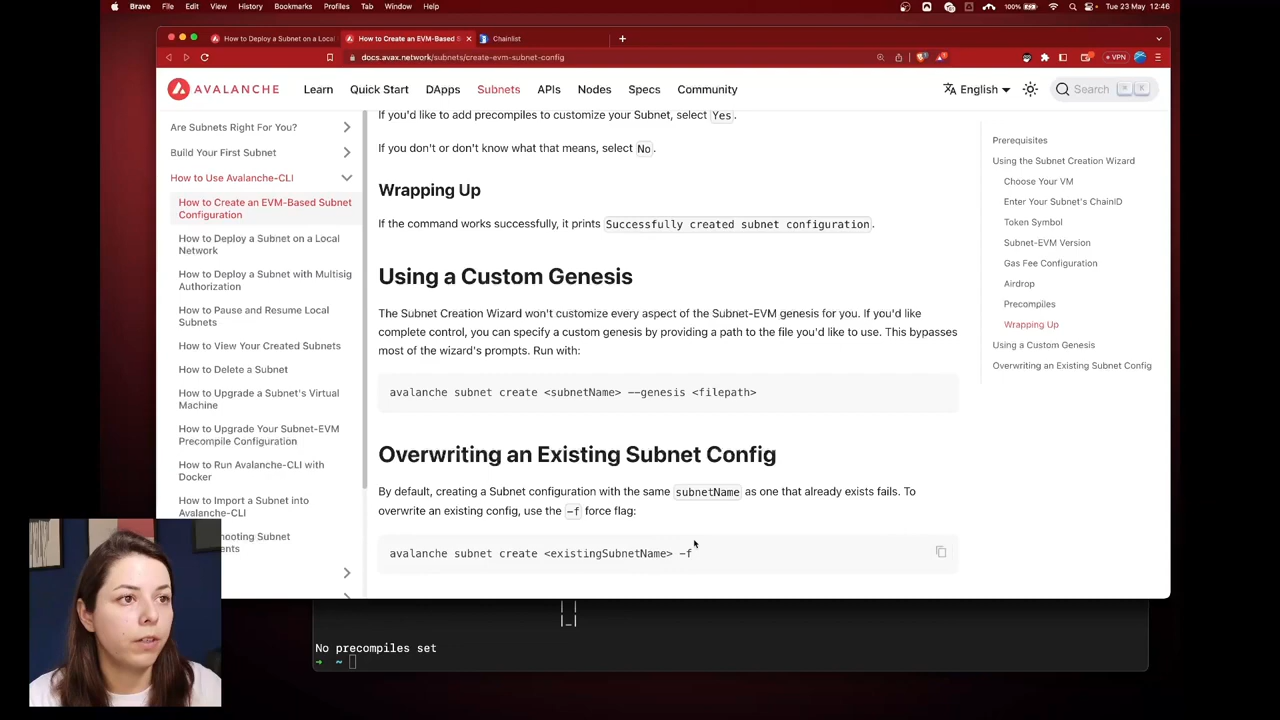 Brave File Edit View History Bookmarks Profiles Tab Window Help
100% Tue 23 May 12:46
How to Deploy a Subnet on a Local
How to Create an EVM-Based S
Chainlist
docs.avax.network/subnets/create-evm-subnet-config
VPN
AVALANCHE Learn Quick Start DApps Subnets APIs Nodes Specs Community English Search ⌘ K
Are Subnets Right For You?
Build Your First Subnet
How to Use Avalanche-CLI
How to Create an EVM-Based Subnet
Configuration
How to Deploy a Subnet on a Local
Network
How to Deploy a Subnet with Multisig
Authorization
How to Pause and Resume Local
Subnets
How to View Your Created Subnets
How to Delete a Subnet
How to Upgrade a Subnet's Virtual
Machine
How to Upgrade Your Subnet-EVM
Precompile Configuration
How to Run Avalanche-CLI with
Docker
How to Import a Subnet into
Avalanche-CLI
hooting Subnet
ents
If you'd like to add precompiles to customize your Subnet, select Yes.
If you don't or don't know what that means, select No.
Wrapping Up
If the command works successfully, it prints Successfully created subnet configuration.
Using a Custom Genesis
The Subnet Creation Wizard won't customize every aspect of the Subnet-EVM genesis for you. If you'd like
complete control, you can specify a custom genesis by providing a path to the file you'd like to use. This bypasses
most of the wizard's prompts. Run with:
avalanche subnet create <subnetName> --genesis <filepath>
Overwriting an Existing Subnet Config
By default, creating a Subnet configuration with the same subnetName as one that already exists fails. To
overwrite an existing config, use the -f force flag:
avalanche subnet create <existingSubnetName> -f
Prerequisites
Using the Subnet Creation Wizard
Choose Your VM
Enter Your Subnet's ChainID
Token Symbol
Subnet-EVM Version
Gas Fee Configuration
Airdrop
Precompiles
Wrapping Up
Using a Custom Genesis
Overwriting an Existing Subnet Config
| |
|_|
No precompiles set
➜ ~